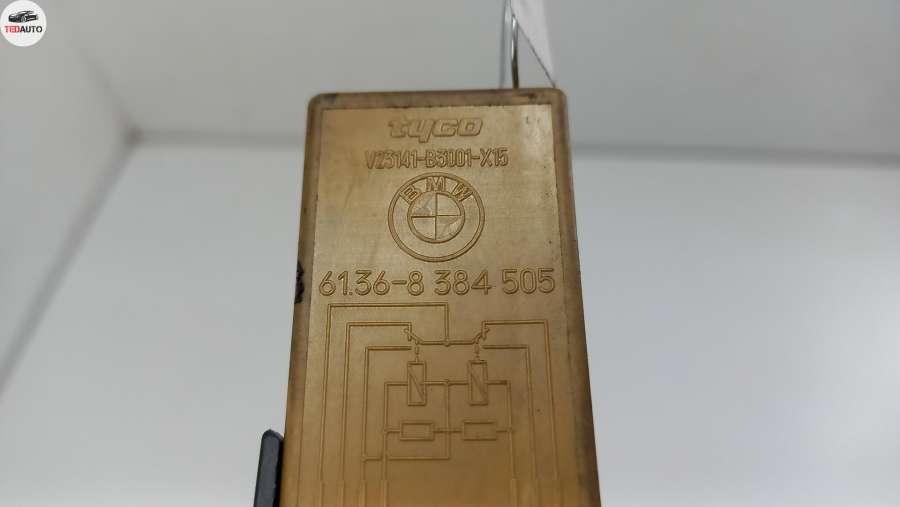 TEDAUTO
tyco
V23141-B3001-X15
BMW
61.36-8 384 505